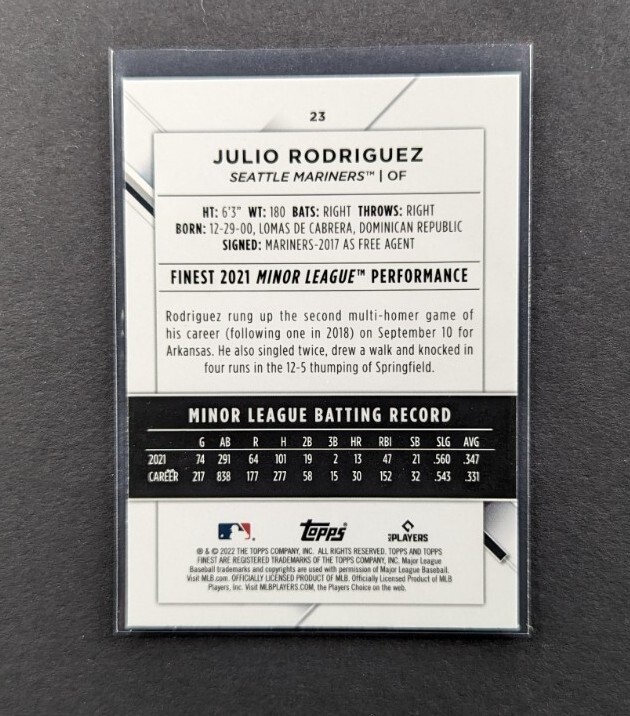 23
JULIO RODRIGUEZ
SEATTLE MARINERS™ | OF
HT: 6'3" WT: 180 BATS: RIGHT THROWS: RIGHT
BORN: 12-29-00, LOMAS DE CABRERA, DOMINICAN REPUBLIC
SIGNED: MARINERS-2017 AS FREE AGENT
FINEST 2021 MINOR LEAGUE™ PERFORMANCE
Rodriguez rung up the second multi-homer game of
his career (following one in 2018) on September 10 for
Arkansas. He also singled twice, drew a walk and knocked in
four runs in the 12-5 thumping of Springfield.
MINOR LEAGUE BATTING RECORD
G AB R H 2B 3B HR RBI SB SLG AVG
2021 74 291 64 101 19 2 13 47 21 .560 .347
CAREER 217 838 177 277 58 15 30 152 32 .543 .331
Topps
PLAYERS
® & © 2022 THE TOPPS COMPANY, INC. ALL RIGHTS RESERVED. TOPPS AND TOPPS
FINEST ARE REGISTERED TRADEMARKS OF THE TOPPS COMPANY, INC. Major League
Baseball trademarks and copyrights are used with permission of Major League Baseball.
Visit MLB.com. OFFICIALLY LICENSED PRODUCT OF MLB. Officially Licensed Product of MLB
Players, Inc. Visit MLBPLAYERS.COM, the Players Choice on the web.